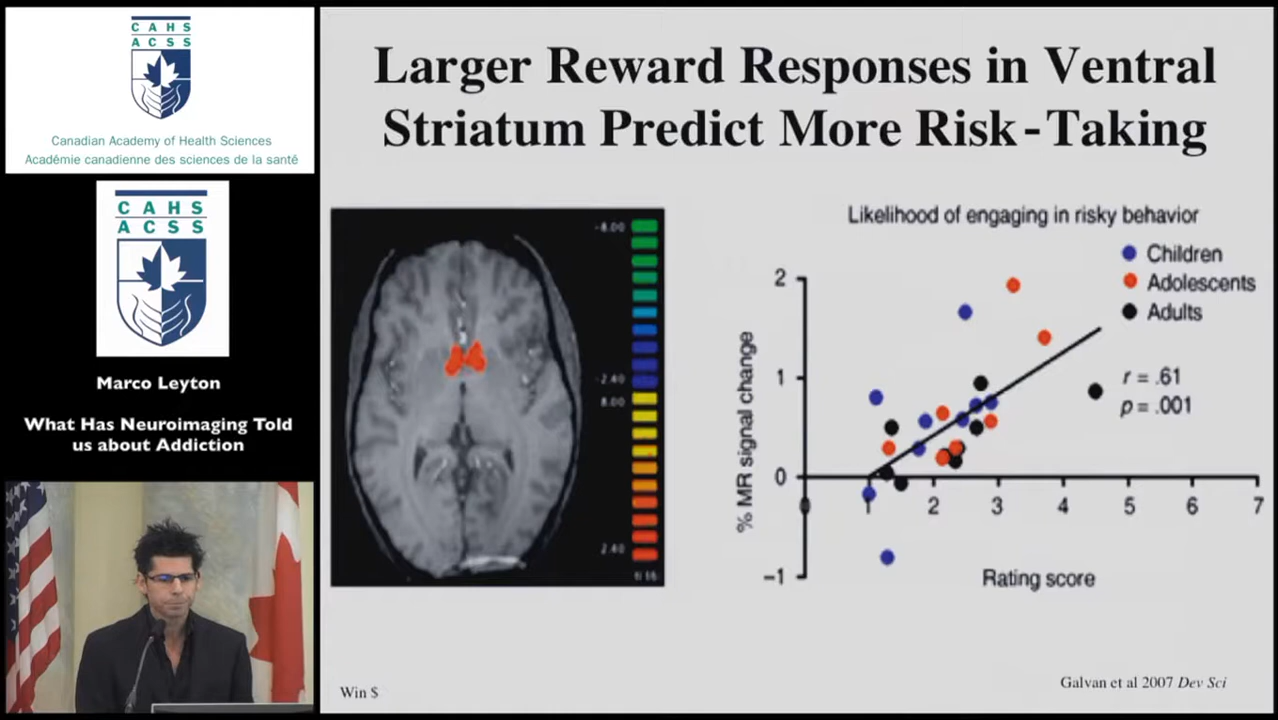 CAHS
ACSS
Canadian Academy of Health Sciences
Académie canadienne des sciences de la santé
CAHS
ACSS
Marco Leyton
What Has Neuroimaging Told
us about Addiction
Larger Reward Responses in Ventral
Striatum Predict More Risk-Taking
-8.00
-2.40
8.00
2.40
Likelihood of engaging in risky behavior
Children
Adolescents
Adults
r = .61
p = .001
% MR signal change
2
1
0
-1
0 1 2 3 4 5 6 7
Rating score
Win $
Galvan et al 2007 Dev Sci